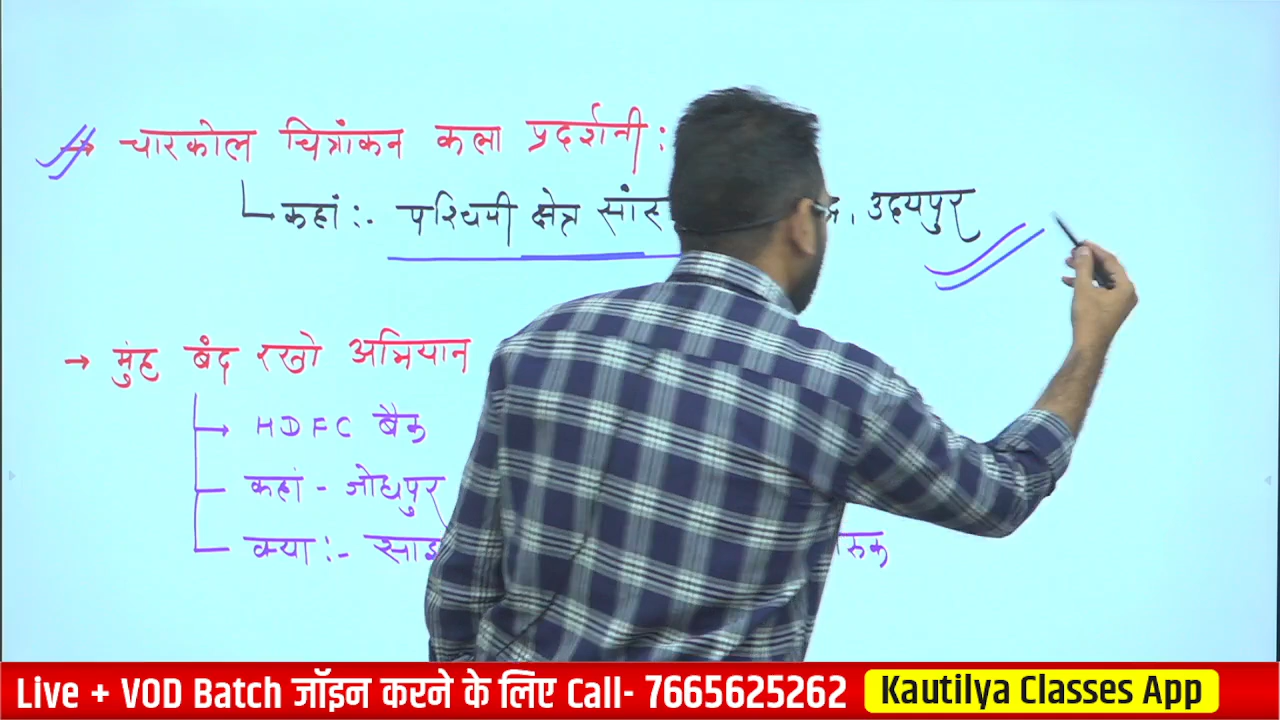 → चारकोल चित्रांकन कला प्रदर्शनी :
कहां :- पश्चिमी क्षेत्र , उदयपुर
→ मुंह बंद रखो अभियान
→ HDFC बैंक
कहां - जोधपुर
क्या :-
Live + VOD Batch जॉइन करने के लिए Call- 7665625262 Kautilya Classes App